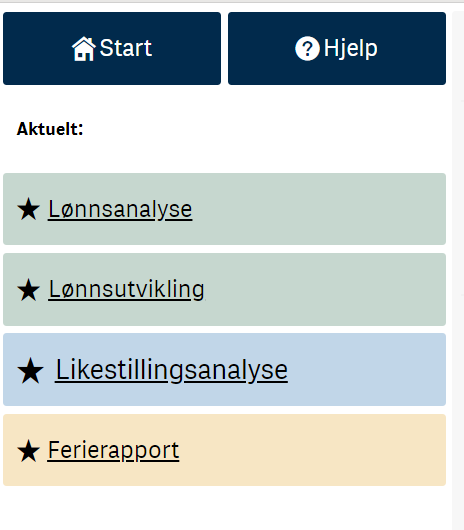 Start
Hjelp
Aktuelt:
Lønnsanalyse
Lønnsutvikling
Likestillingsanalyse
Ferierapport